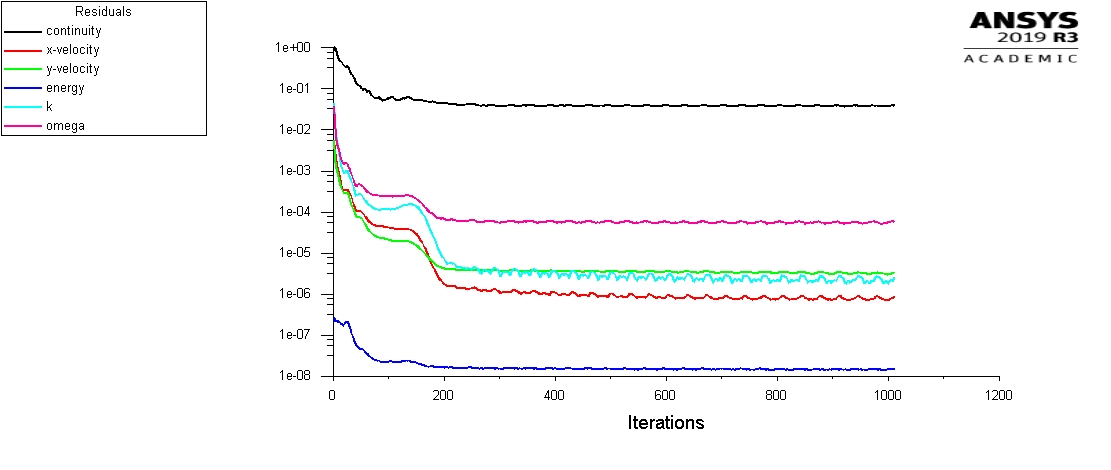 Residuals
continuity
x-velocity
y-velocity
energy
k
omega
ANSYS
2019 R3
ACADEMIC
1e+00
1e-01
1e-02
1e-03
1e-04
1e-05
1e-06
1e-07
1e-08
0 200 400 600 800 1000 1200
Iterations